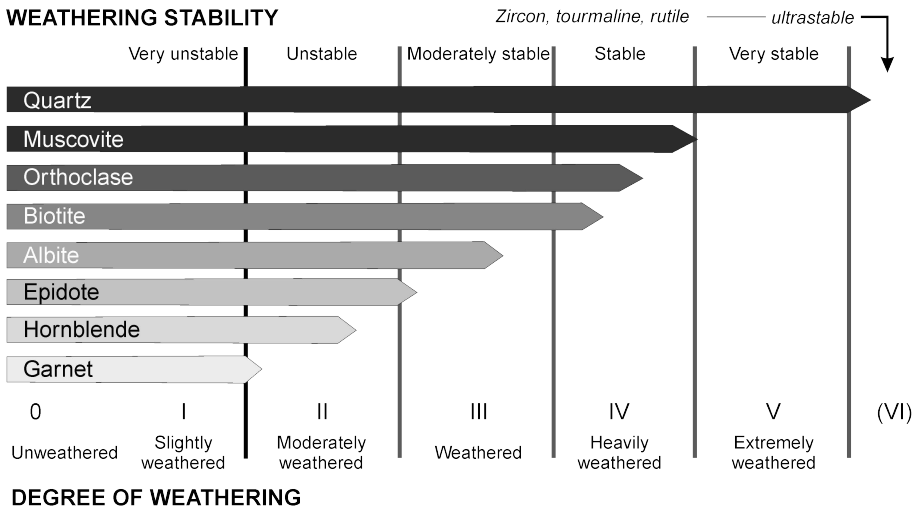 WEATHERING STABILITY
Zircon, tourmaline, rutile ultrastable
Very unstable Unstable Moderately stable Stable Very stable
Quartz
Muscovite
Orthoclase
Biotite
Albite
Epidote
Hornblende
Garnet
0 I II III IV V (VI)
Unweathered Slightly weathered Moderately weathered Weathered Heavily weathered Extremely weathered
DEGREE OF WEATHERING